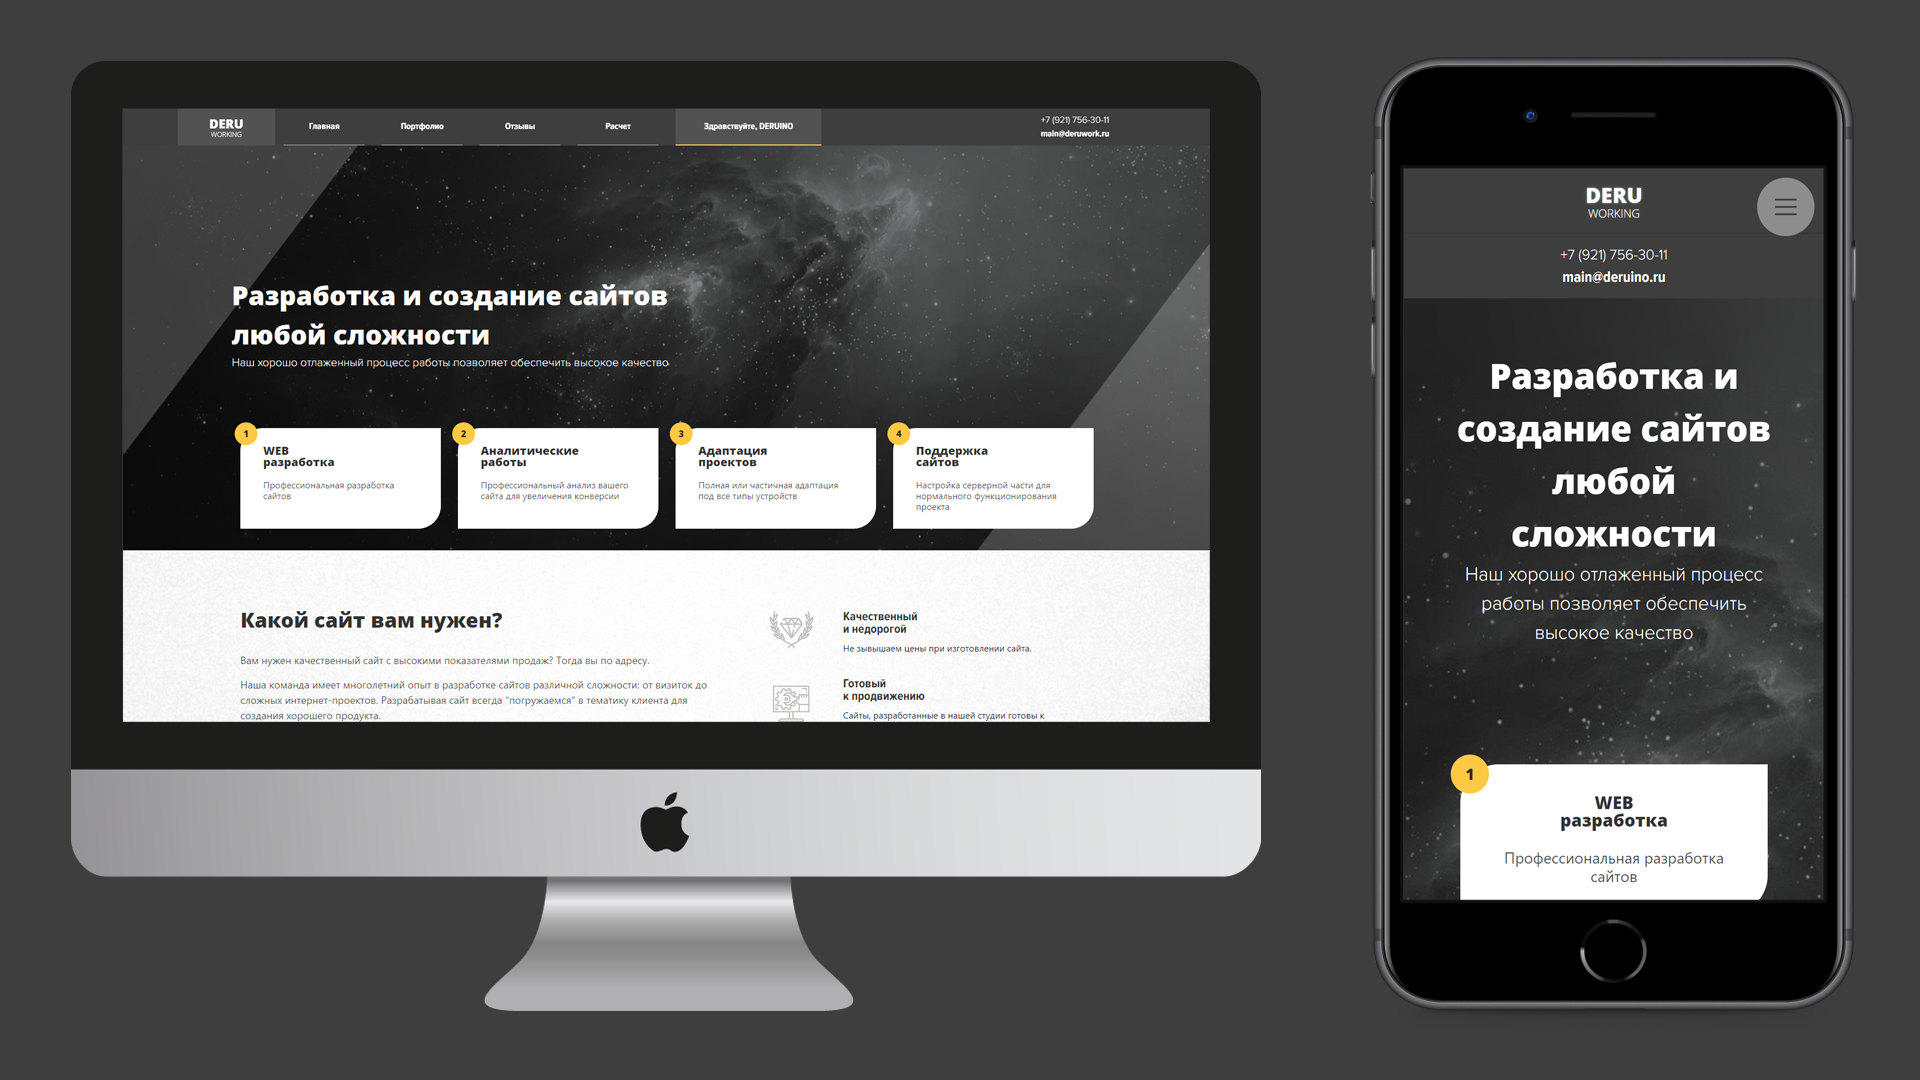 DERU
WORKING
Главная
Портфолио
Отзывы
Расчет
Здравствуйте, DERUINO
+7 (921) 756-30-11
main@deruwork.ru
Разработка и создание сайтов
любой сложности
Наш хорошо отлаженный процесс работы позволяет обеспечить высокое качество
1
WEB
разработка
Профессиональная разработка
сайтов
2
Аналитические
работы
Профессиональный анализ вашего
сайта для увеличения конверсии
3
Адаптация
проектов
Полная или частичная адаптация
под все типы устройств
4
Поддержка
сайтов
Настройка серверной части для
нормального функционирования
проекта
Какой сайт вам нужен?
Вам нужен качественный сайт с высокими показателями продаж? Тогда вы по адресу.
Наша команда имеет многолетний опыт в разработке сайтов различной сложности: от визиток до
сложных интернет-проектов. Разрабатывая сайт всегда "погружаемся" в тематику клиента для
создания хорошего продукта.
Качественный
и недорогой
Не зывышаем цены при изготовлении сайта.
Готовый
к продвижению
Сайты, разработанные в нашей студии готовы к
DERU
WORKING
+7 (921) 756-30-11
main@deruino.ru
Разработка и
создание сайтов
любой
сложности
Наш хорошо отлаженный процесс
работы позволяет обеспечить
высокое качество
1
WEB
разработка
Профессиональная разработка
сайтов